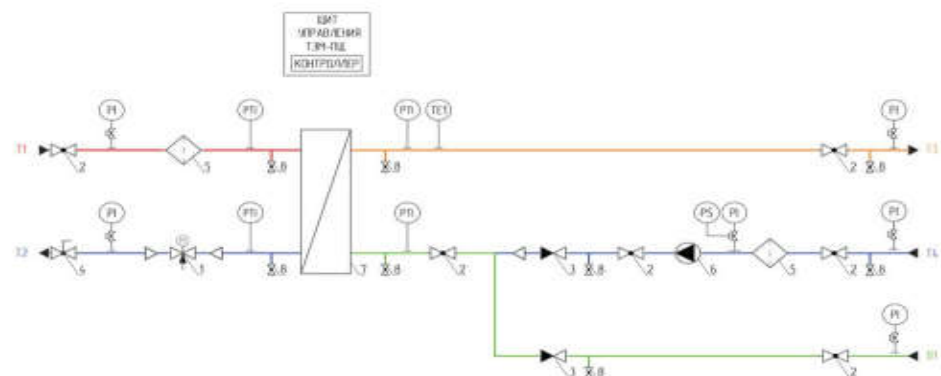 ЩИТ
УПРАВЛЕНИЯ
ТЭМ-ПЩ
КОНТРОЛЛЕР
PI PTI PTI TE1 PI
T1 2 5 8 8 2 8 T3
PI PTI PTI PS PI PI
T2 4 1 8 7 8 2 3 8 2 6 5 2 8 T4
PI
3 8 2 B1